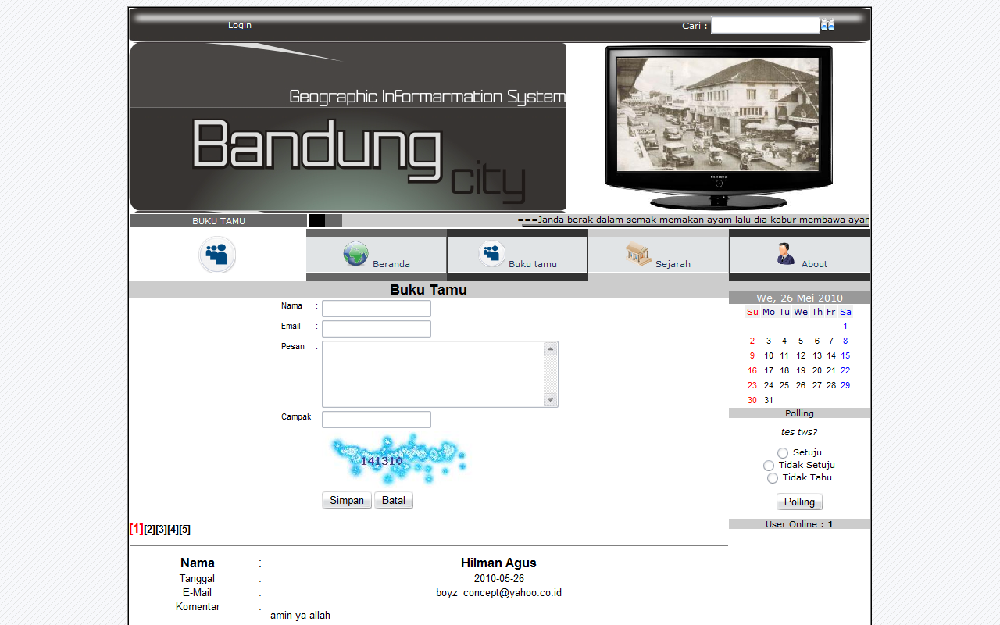 Login
Cari :
Geographic InFormarmation System
Bandung
city
SAMSUNG
BUKU TAMU
===Janda berak dalam semak memakan ayam lalu dia kabur membawa ayar
Beranda
Buku tamu
Sejarah
About
Buku Tamu
Nama :
Email :
Pesan :
Campak
141310
Simpan Batal
[1][2][3][4][5]
Nama : Hilman Agus
Tanggal : 2010-05-26
E-Mail : boyz_concept@yahoo.co.id
Komentar :
amin ya allah
We, 26 Mei 2010
Su Mo Tu We Th Fr Sa
1
2 3 4 5 6 7 8
9 10 11 12 13 14 15
16 17 18 19 20 21 22
23 24 25 26 27 28 29
30 31
Polling
tes tws?
Setuju
Tidak Setuju
Tidak Tahu
Polling
User Online : 1